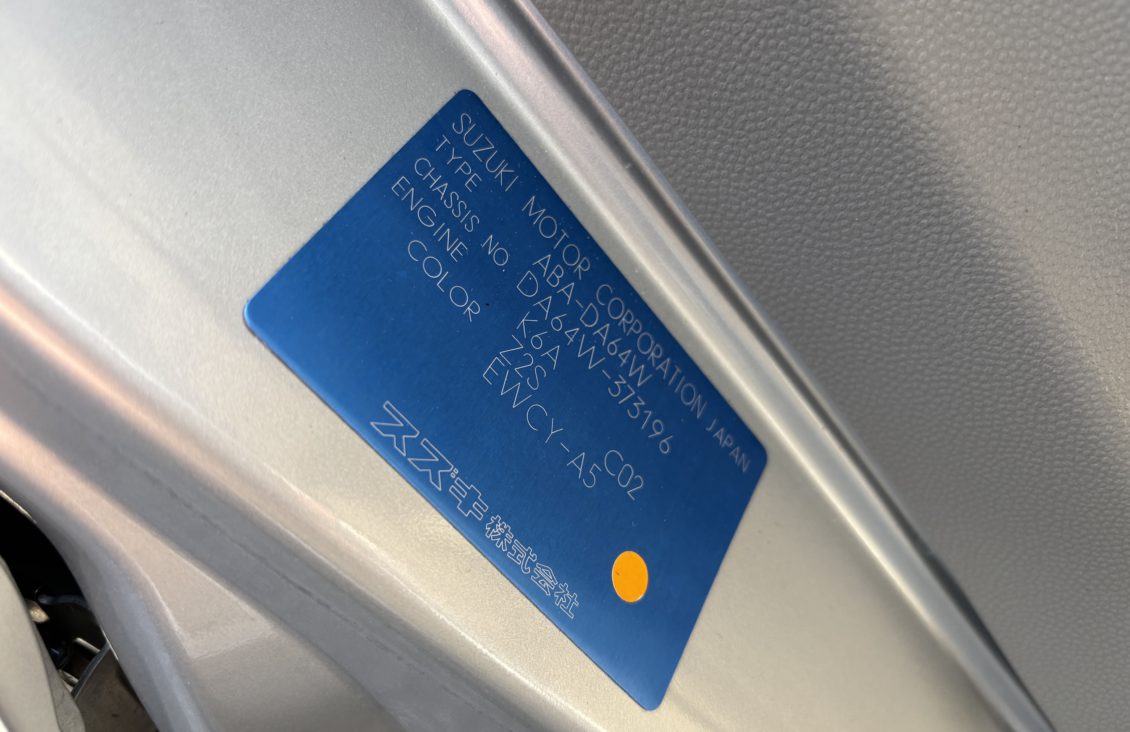 SUZUKI MOTOR CORPORATION JAPAN
TYPE ABA-DA64W
CHASSIS NO. DA64W-373196
ENGINE K6A
COLOR Z2S C02
EWCY-A5
スズキ株式会社